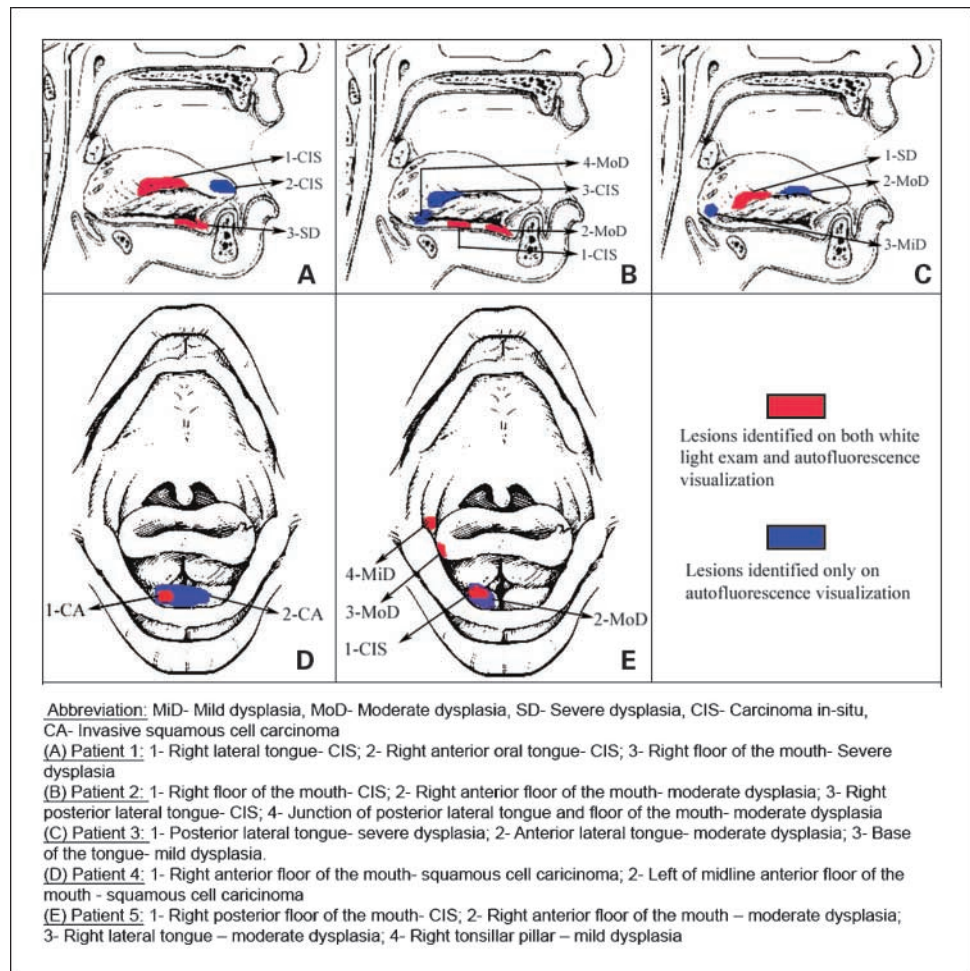 1-CIS
2-CIS
3-SD
A
4-MoD
3-CIS
2-MoD
1-CIS
B
1-SD
2-MoD
3-MiD
C
1-CA
2-CA
D
4-MiD
3-MoD
1-CIS
2-MoD
E
Lesions identified on both white
light exam and autofluorescence
visualization
Lesions identified only on
autofluorescence visualization
Abbreviation: MiD- Mild dysplasia, MoD- Moderate dysplasia, SD- Severe dysplasia, CIS- Carcinoma in-situ,
CA- Invasive squamous cell carcinoma
(A) Patient 1: 1- Right lateral tongue- CIS; 2- Right anterior oral tongue- CIS; 3- Right floor of the mouth- Severe
dysplasia
(B) Patient 2: 1- Right floor of the mouth- CIS; 2- Right anterior floor of the mouth- moderate dysplasia; 3- Right
posterior lateral tongue- CIS; 4- Junction of posterior lateral tongue and floor of the mouth- moderate dysplasia
(C) Patient 3: 1- Posterior lateral tongue- severe dysplasia; 2- Anterior lateral tongue- moderate dysplasia; 3- Base
of the tongue- mild dysplasia.
(D) Patient 4: 1- Right anterior floor of the mouth- squamous cell caricinoma; 2- Left of midline anterior floor of the
mouth - squamous cell caricinoma
(E) Patient 5: 1- Right posterior floor of the mouth- CIS; 2- Right anterior floor of the mouth – moderate dysplasia;
3- Right lateral tongue – moderate dysplasia; 4- Right tonsillar pillar – mild dysplasia